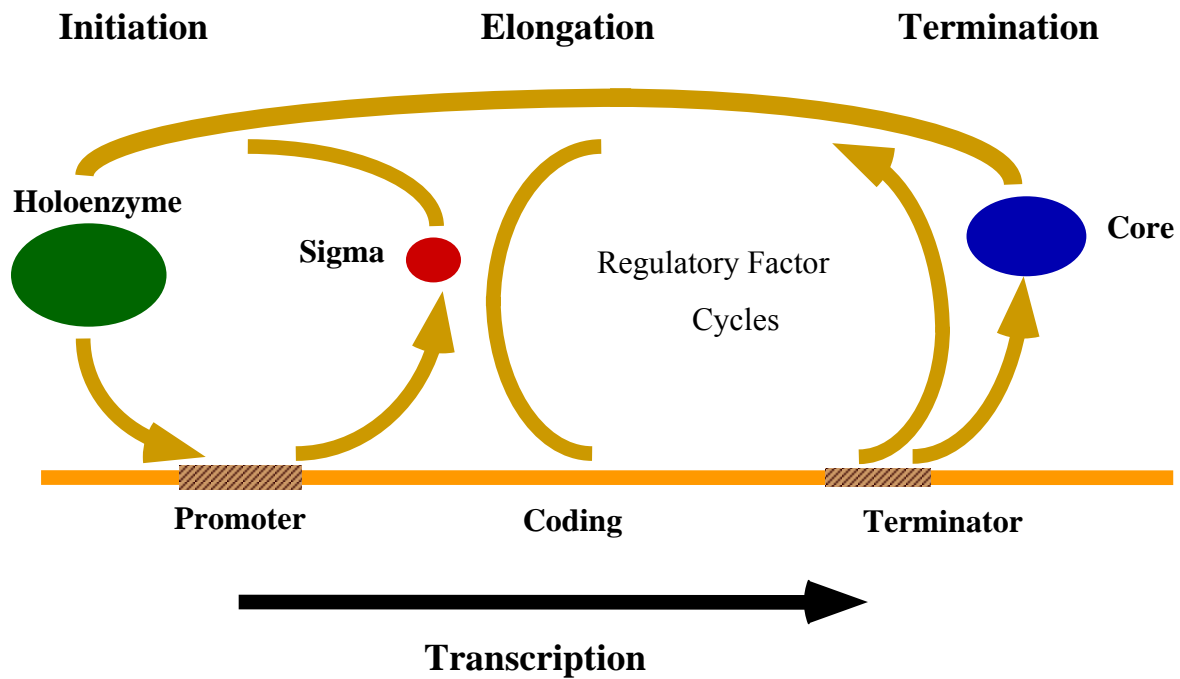 Initiation
Elongation
Termination
Holoenzyme
Sigma
Regulatory Factor
Cycles
Core
Promoter
Coding
Terminator
Transcription